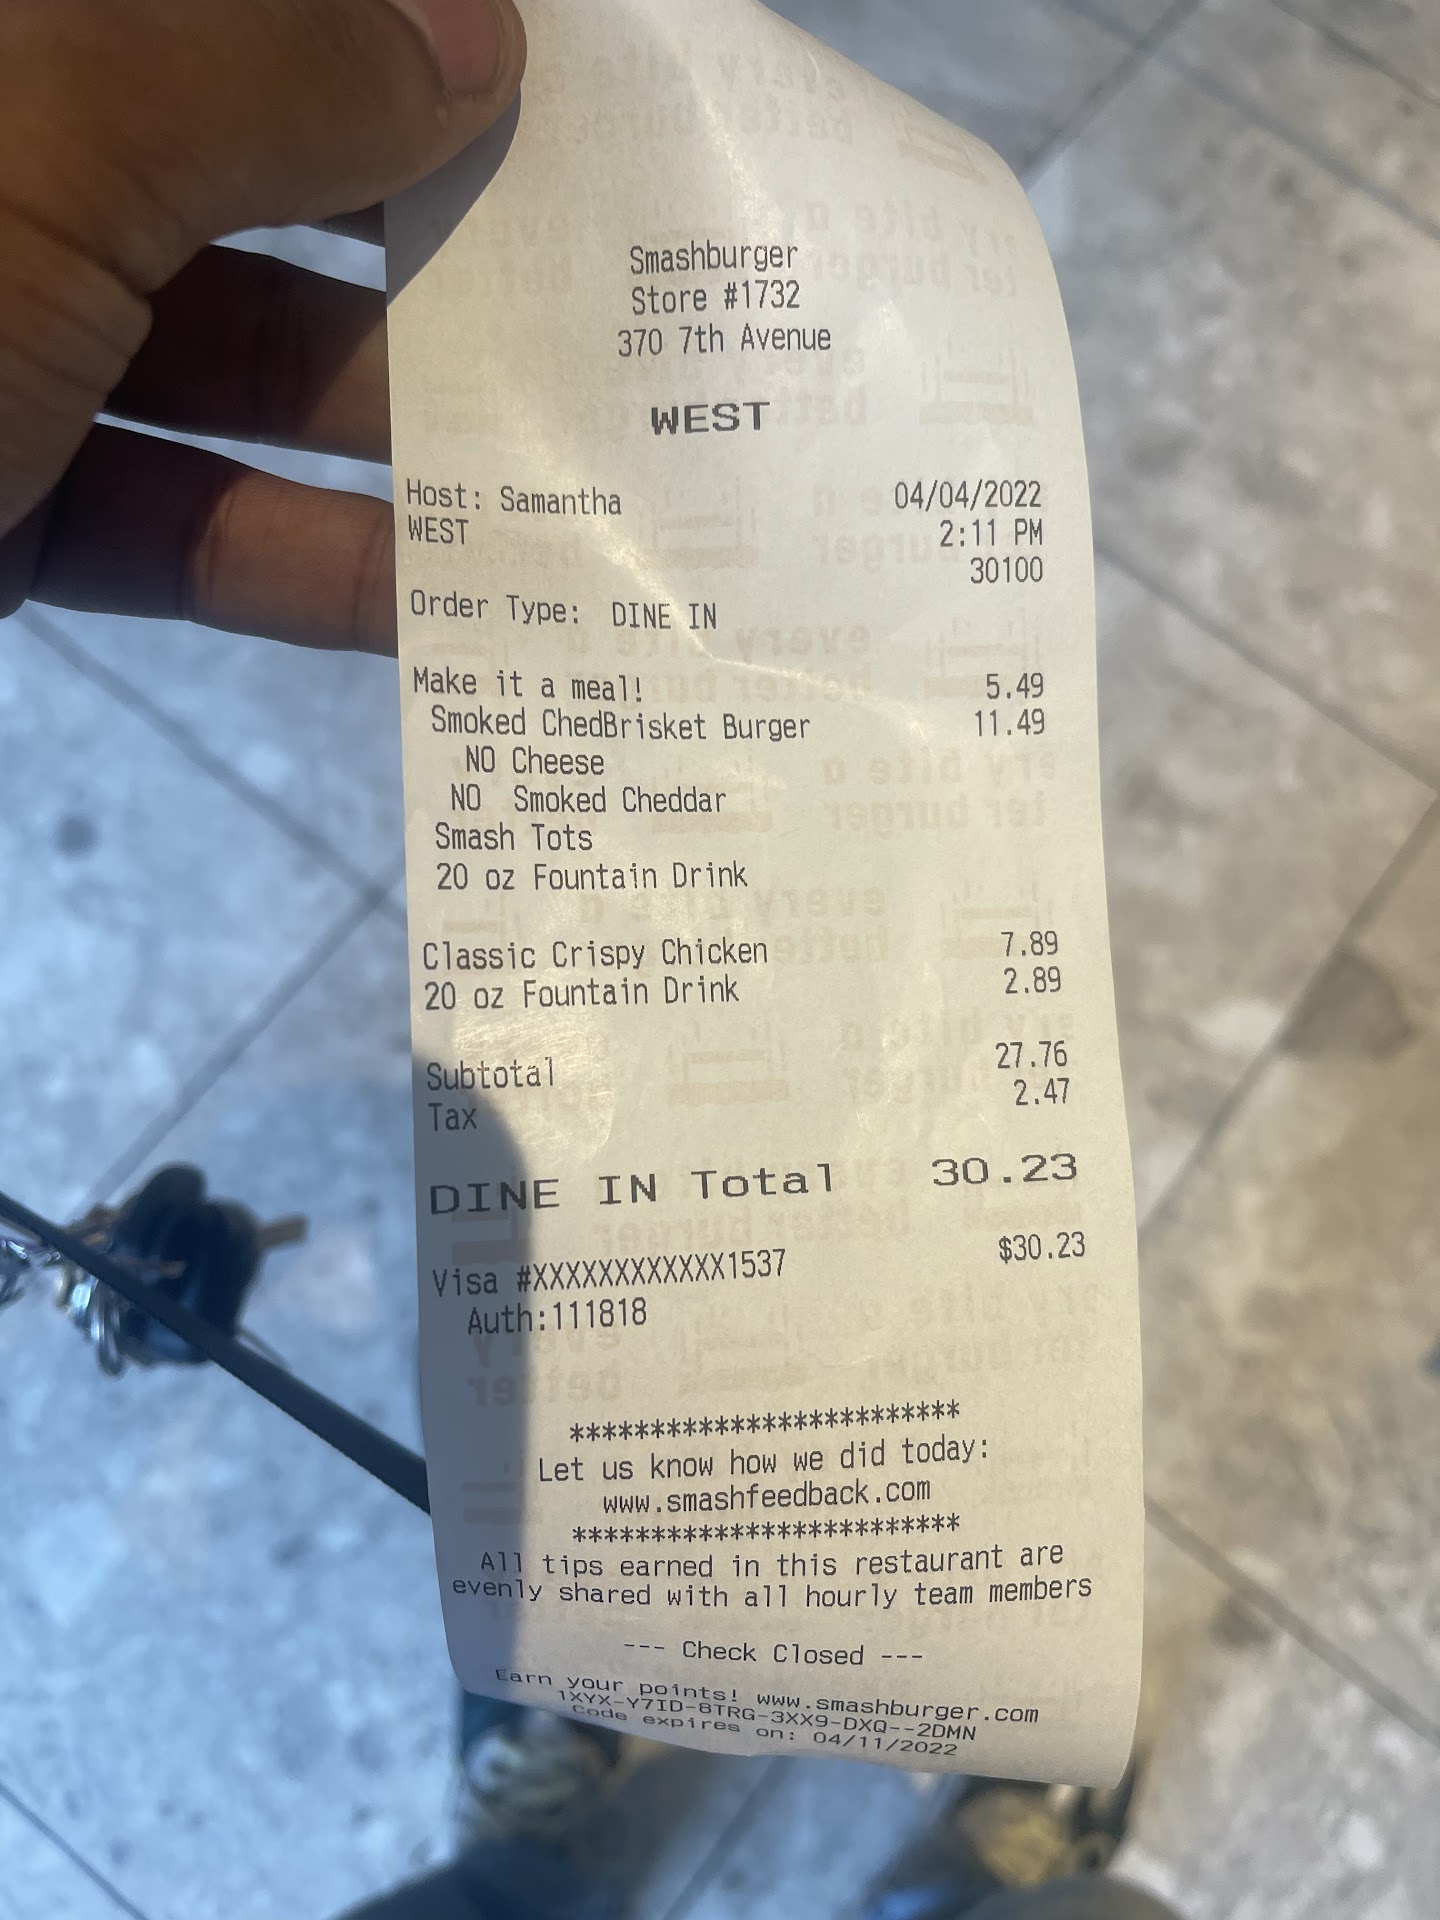 Smashburger
Store #1732
370 7th Avenue
WEST
Host: Samantha 04/04/2022
WEST 2:11 PM
30100
Order Type: DINE IN
Make it a meal! 5.49
Smoked ChedBrisket Burger 11.49
NO Cheese
NO Smoked Cheddar
Smash Tots
20 oz Fountain Drink
Classic Crispy Chicken 7.89
20 oz Fountain Drink 2.89
Subtotal 27.76
Tax 2.47
DINE IN Total 30.23
Visa #XXXXXXXXXXXX1537 $30.23
Auth:111818
************************
Let us know how we did today:
www.smashfeedback.com
************************
All tips earned in this restaurant are
evenly shared with all hourly team members
--- Check Closed ---
Earn your points! www.smashburger.com
1XYX-Y7ID-8TRG-3XX9-DXQ--2DMN
Code expires on: 04/11/2022